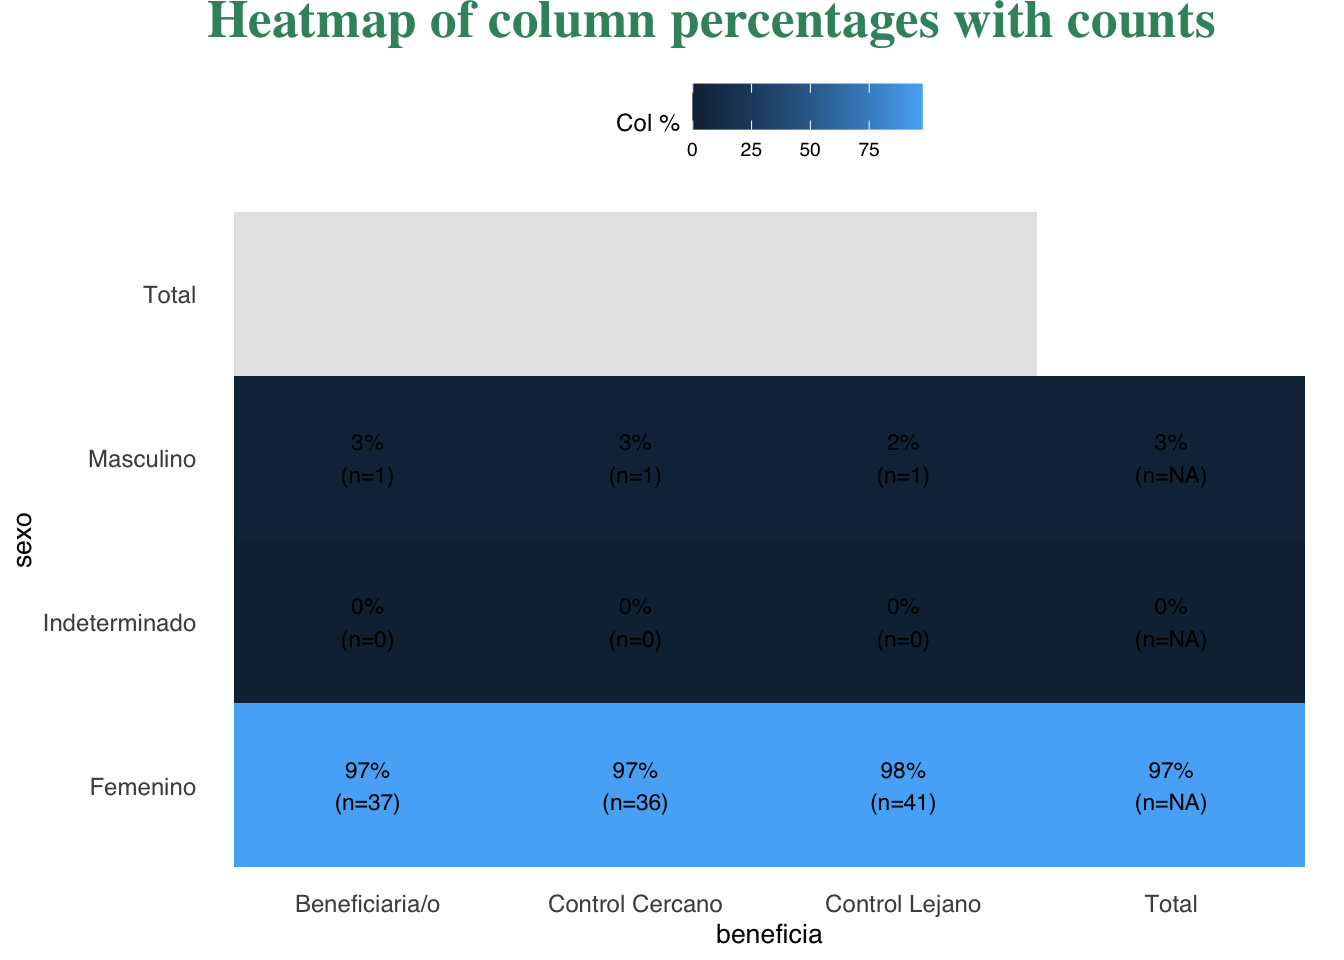 Heatmap of column percentages with counts
Col %
0 25 50 75
Total
Masculino
3% 3% 2% 3%
(n=1) (n=1) (n=1) (n=NA)
sexo
Indeterminado
0% 0% 0% 0%
(n=0) (n=0) (n=0) (n=NA)
Femenino
97% 97% 98% 97%
(n=37) (n=36) (n=41) (n=NA)
Beneficiaria/o Control Cercano Control Lejano Total
beneficia